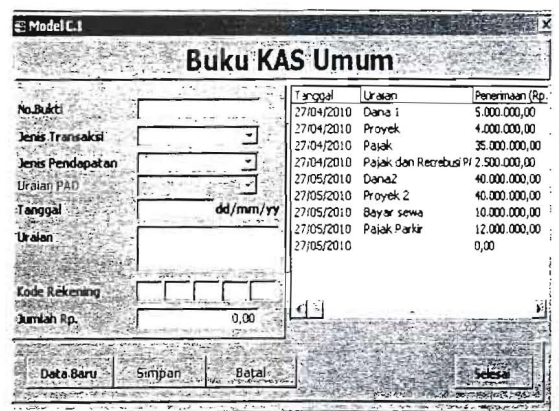 Model C.1
Buku KAS Umum
No.Bukti
Jenis Transaksi
Jenis Pendapatan
Uraian PAD
Tanggal dd/mm/yy
Uraian
Kode Rekening
Jumlah Rp. 0,00
Tanggal Uraian Penerimaan (Rp.
27/04/2010 Dana 1 5.000.000,00
27/04/2010 Proyek 4.000.000,00
27/04/2010 Pajak 35.000.000,00
27/04/2010 Pajak dan Recrebusi P/ 2.500.000,00
27/05/2010 Dana2 40.000.000,00
27/05/2010 Proyek 2 40.000.000,00
27/05/2010 Bayar sewa 10.000.000,00
27/05/2010 Pajak Parkir 12.000.000,00
27/05/2010 0,00
Data Baru Simpan Batal Selesai